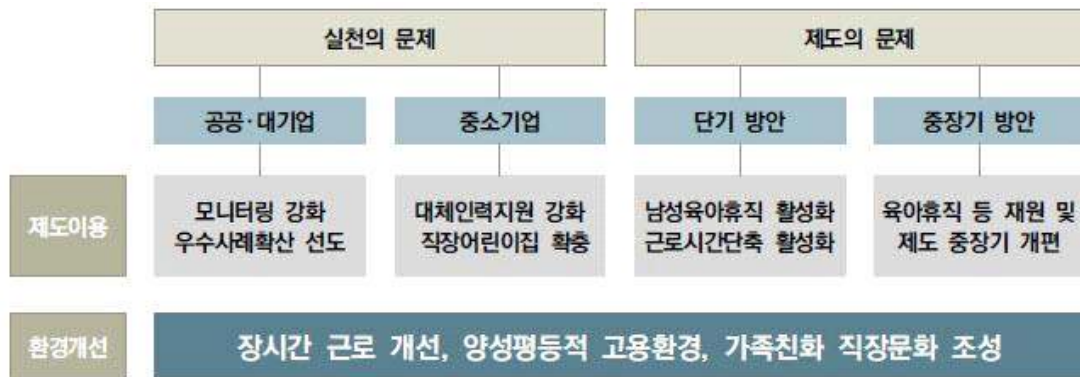 실천의 문제
제도의 문제
공공·대기업
중소기업
단기 방안
중장기 방안
제도이용
모니터링 강화
우수사례확산 선도
대체인력지원 강화
직장어린이집 확충
남성육아휴직 활성화
근로시간단축 활성화
육아휴직 등 재원 및
제도 중장기 개편
환경개선
장시간 근로 개선, 양성평등적 고용환경, 가족친화 직장문화 조성